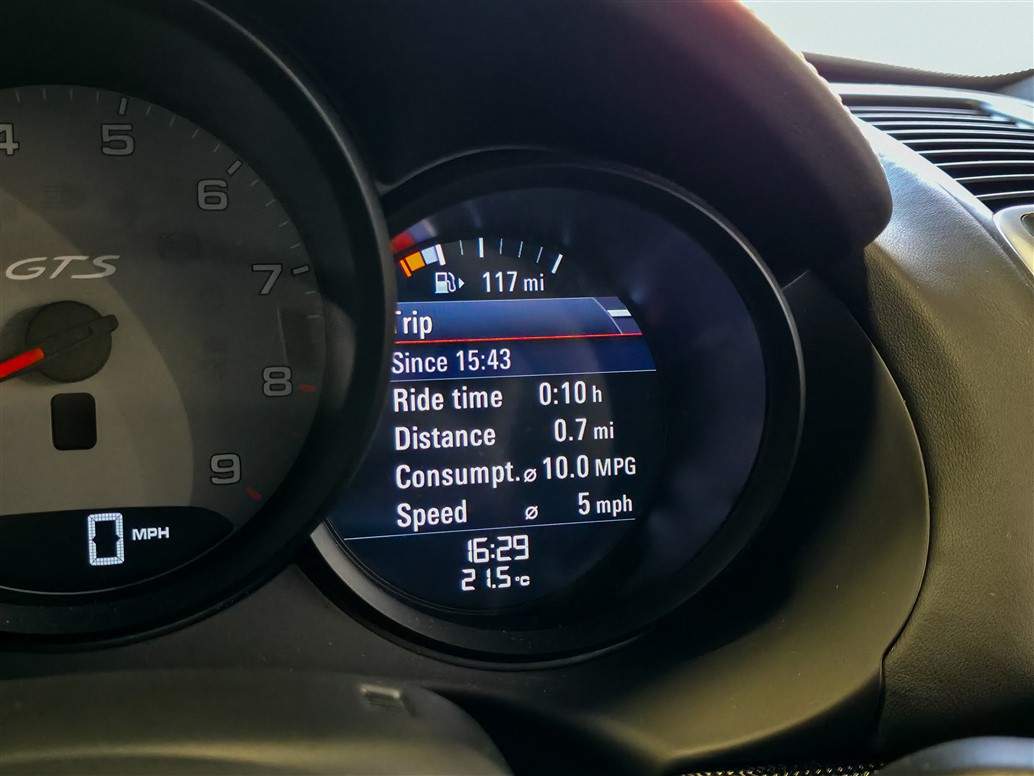 4
5
6
7
8
9
GTS
0 MPH
117 mi
Trip
Since 15:43
Ride time 0:10 h
Distance 0.7 mi
Consumpt. ⌀ 10.0 MPG
Speed ⌀ 5 mph
16:29
21.5 °C